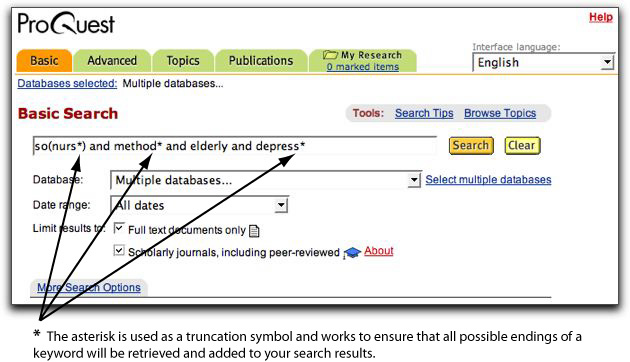 ProQuest
Help
Basic Advanced Topics Publications My Research
0 marked items
Interface language:
English
Databases selected: Multiple databases...
Basic Search
Tools: Search Tips Browse Topics
so(nurs*) and method* and elderly and depress*
Search Clear
Database: Multiple databases... Select multiple databases
Date range: All dates
Limit results to: Full text documents only
Scholarly journals, including peer-reviewed About
More Search Options
* The asterisk is used as a truncation symbol and works to ensure that all possible endings of a
keyword will be retrieved and added to your search results.